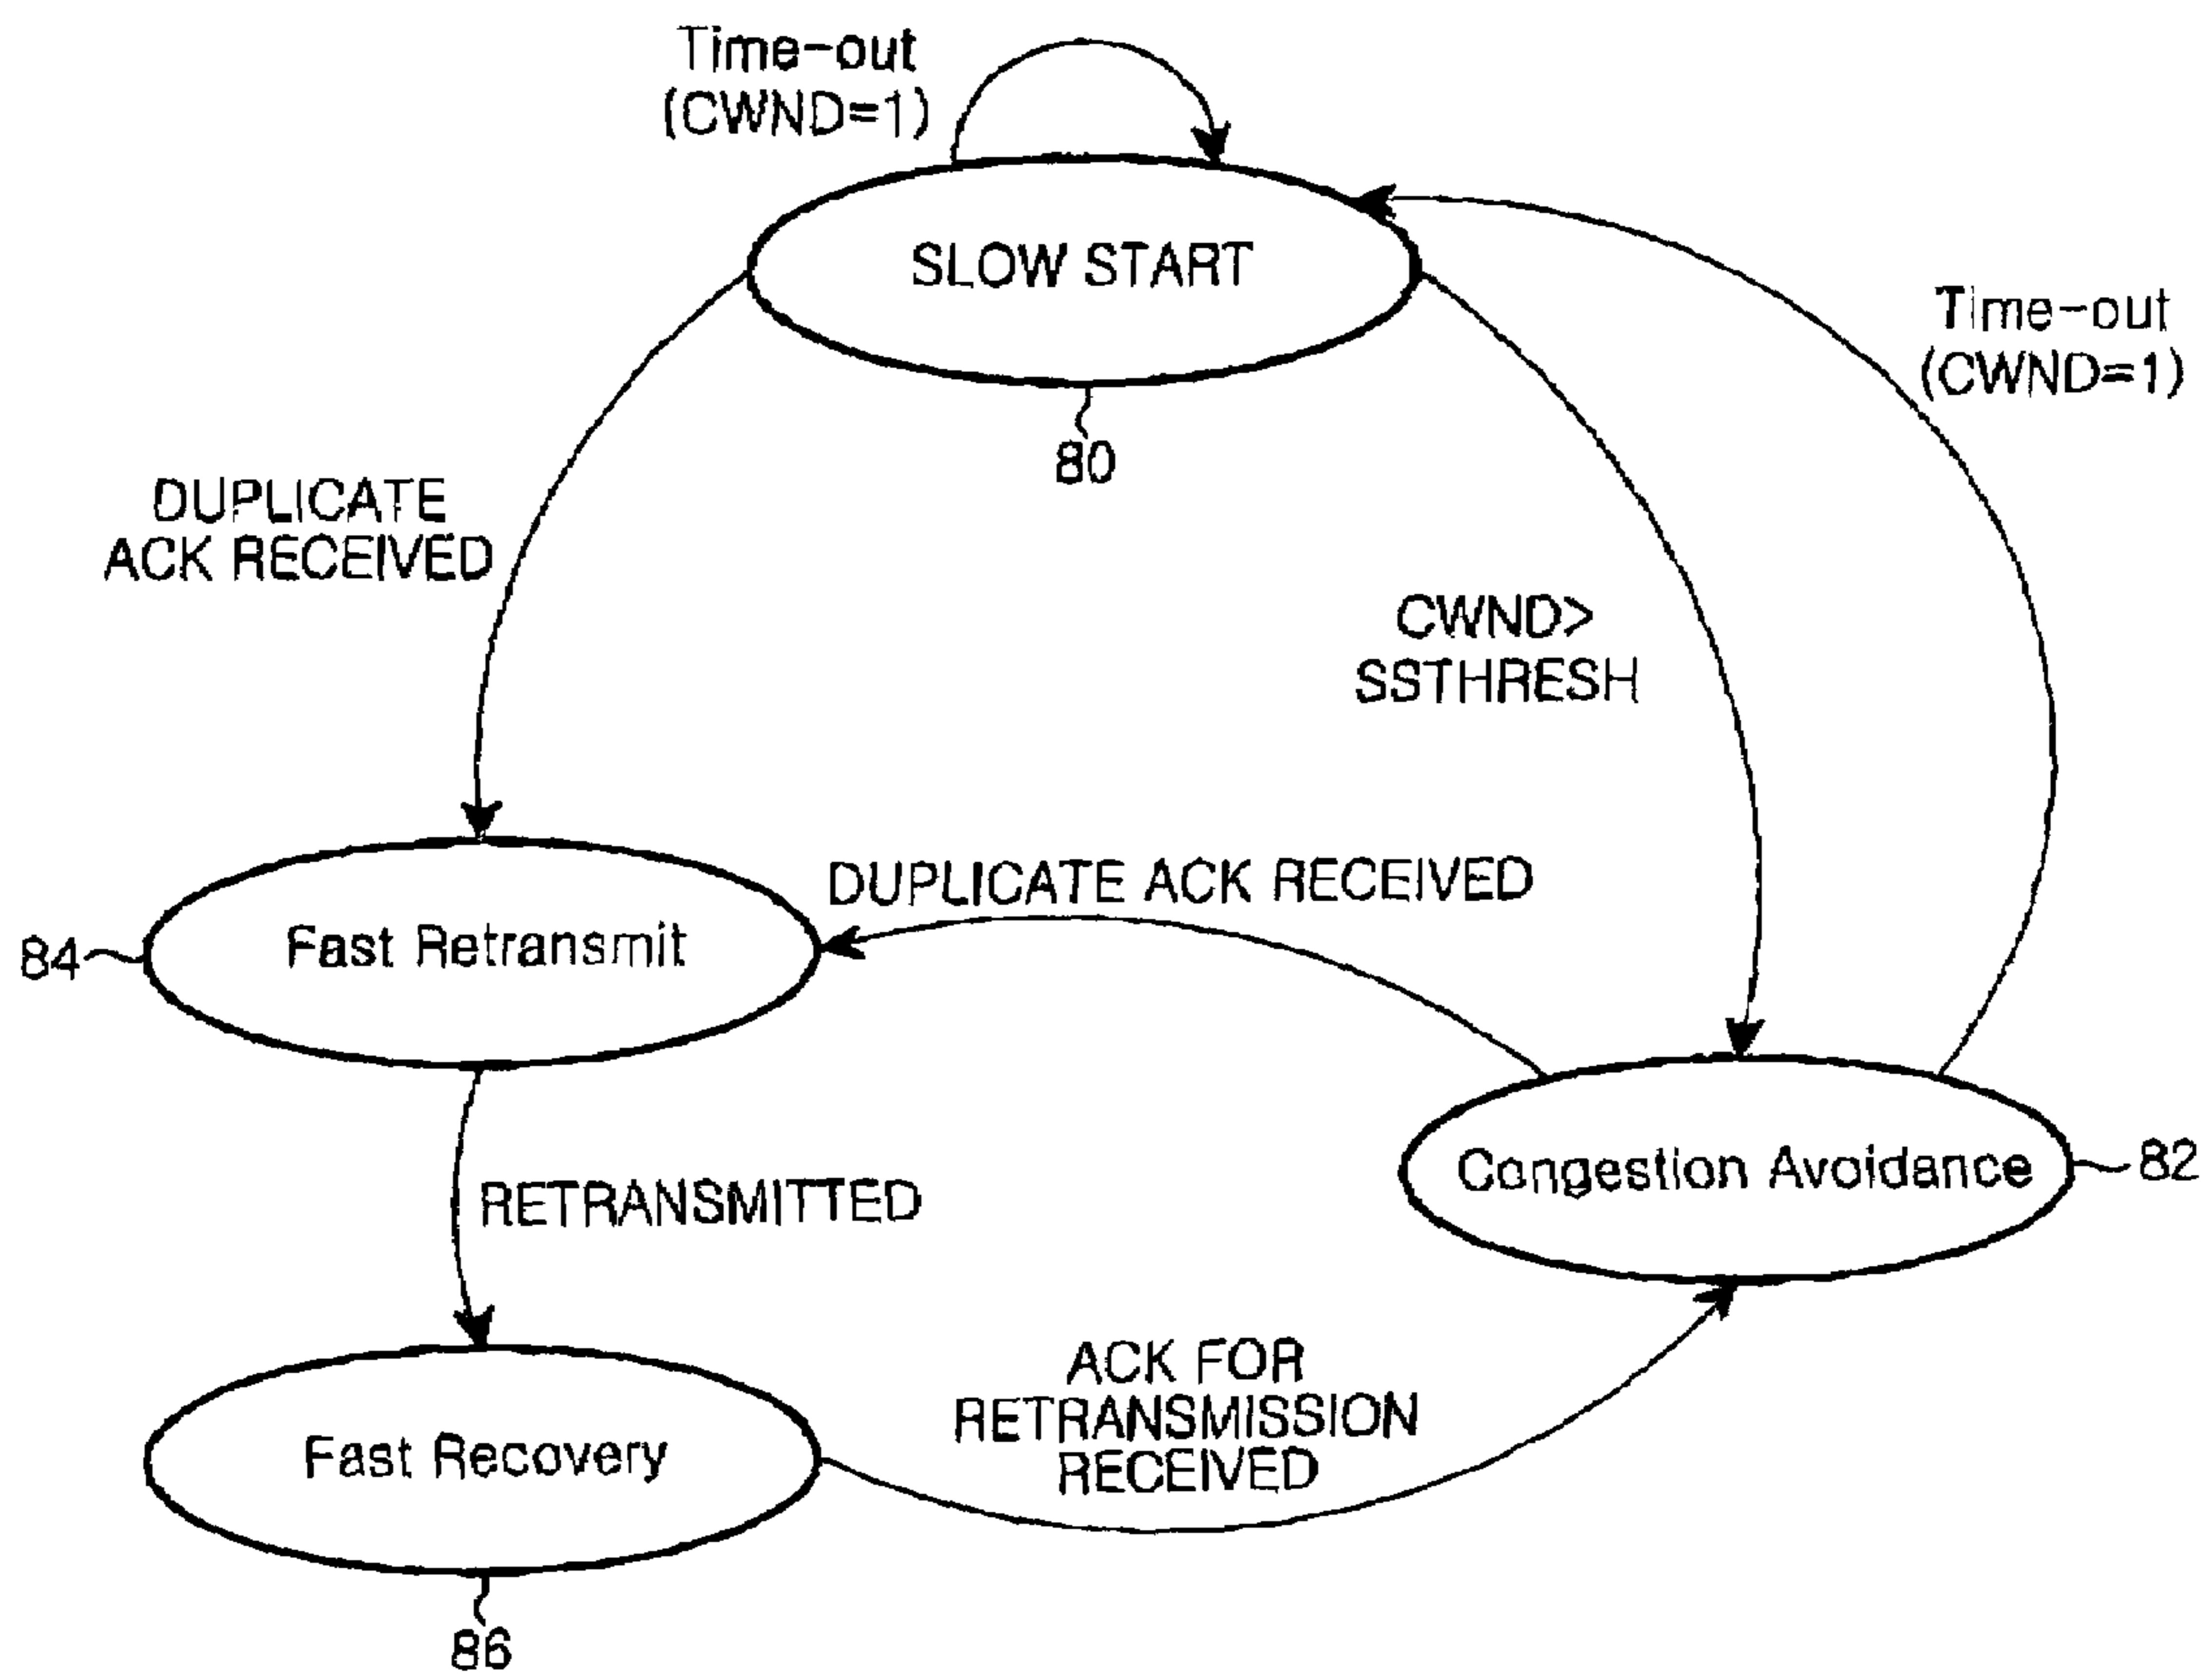 Time-out
(CWND=1)
SLOW START
Time-out
(CWND=1)
80
DUPLICATE
ACK RECEIVED
CWND>
SSTHRESH
DUPLICATE ACK RECEIVED
84
Fast Retransmit
Congestion Avoidance
82
RETRANSMITTED
ACK FOR
RETRANSMISSION
RECEIVED
Fast Recovery
86